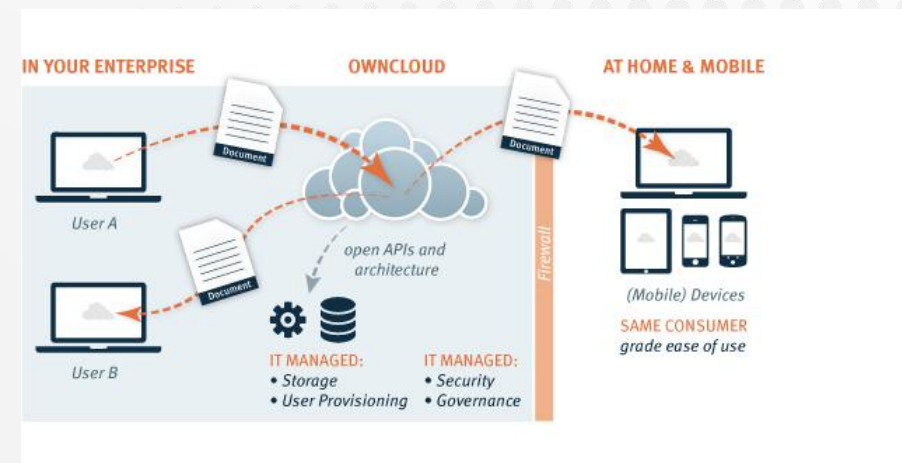 IN YOUR ENTERPRISE
OWNCLOUD
AT HOME & MOBILE
Document
Document
User A
Document
open APIs and
architecture
Firewall
User B
IT MANAGED:
• Storage
• User Provisioning
IT MANAGED:
• Security
• Governance
(Mobile) Devices
SAME CONSUMER
grade ease of use